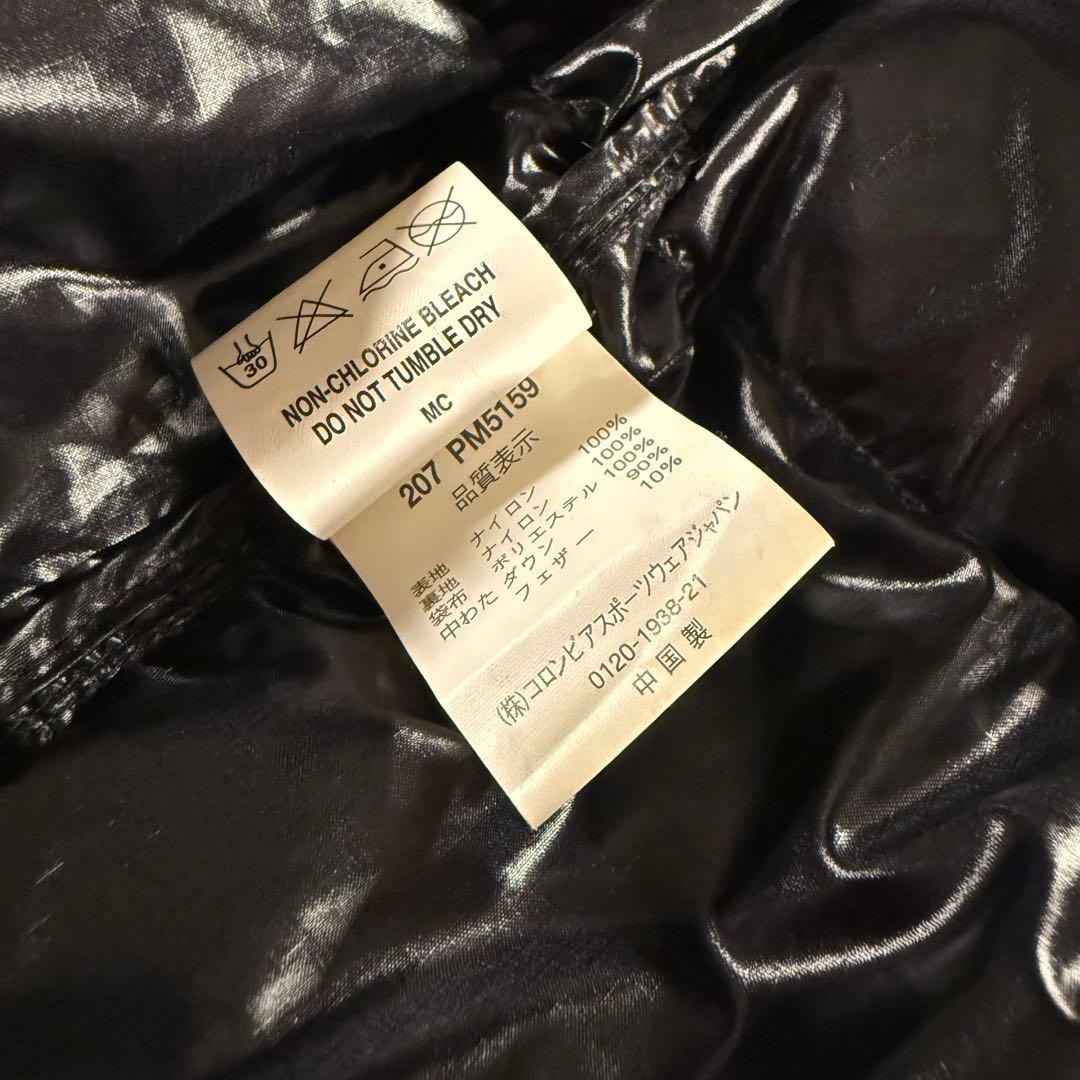 30
NON-CHLORINE BLEACH
DO NOT TUMBLE DRY
MC
207 PM5159
品質表示
表地 ナイロン 100%
裏地 ナイロン 100%
袋布 ポリエステル 100%
中わた ダウン 90%
フェザー 10%
(株)コロンビアスポーツウェアジャパン
0120-1938-21
中国製